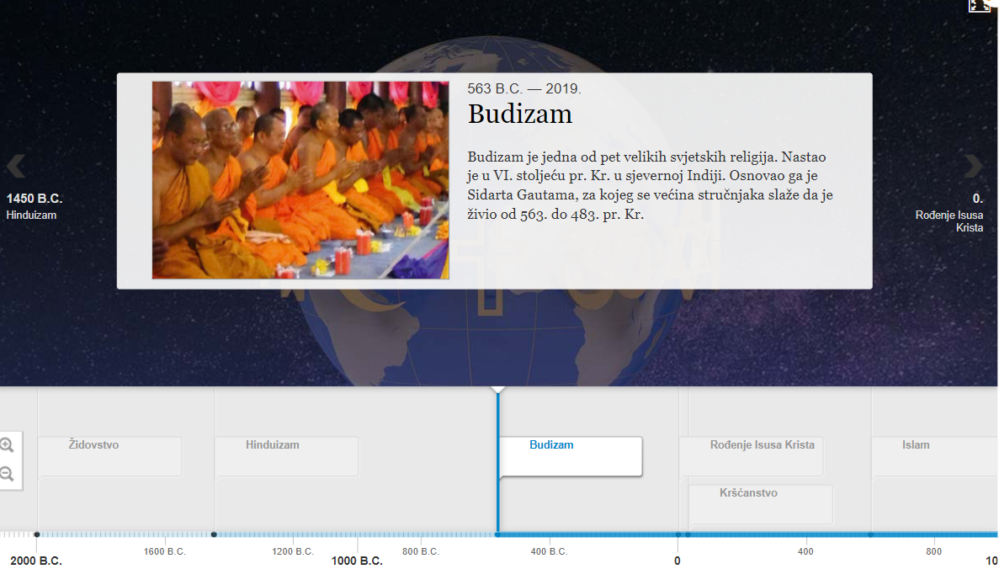 563 B.C. — 2019.
Budizam
Budizam je jedna od pet velikih svjetskih religija. Nastao
je u VI. stoljeću pr. Kr. u sjevernoj Indiji. Osnovao ga je
Sidarta Gautama, za kojeg se većina stručnjaka slaže da je
živio od 563. do 483. pr. Kr.
1450 B.C.
Hinduizam
0.
Rođenje Isusa
Krista
Židovstvo
Hinduizam
Budizam
Rođenje Isusa Krista
Islam
Kršćanstvo
1600 B.C.
1200 B.C.
800 B.C.
400 B.C.
400
800
2000 B.C.
1000 B.C.
0
10